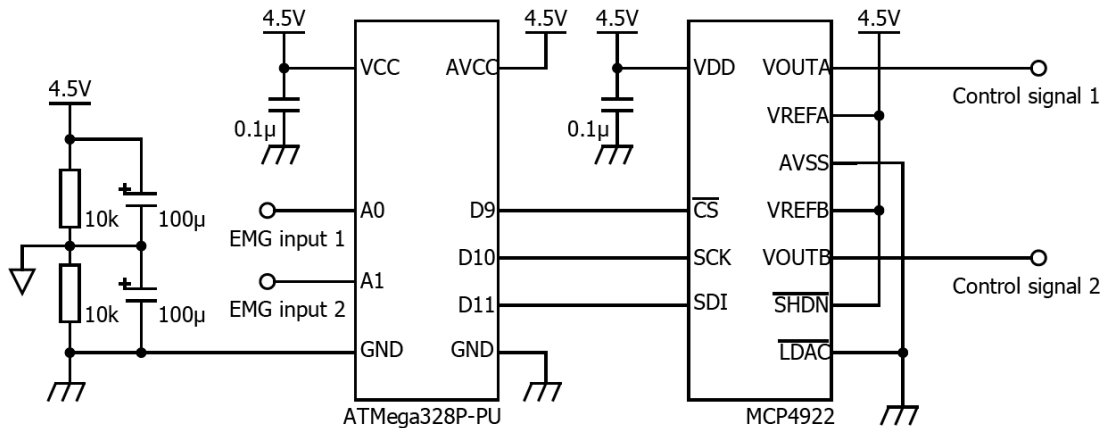 4.5V
4.5V
4.5V
4.5V
VCC
AVCC
VDD
VOUTA
4.5V
Control signal 1
0.1µ
0.1µ
VREFA
AVSS
10k
100µ
A0
D9
CS
VREFB
EMG input 1
D10
SCK
VOUTB
A1
Control signal 2
10k
100µ
EMG input 2
D11
SDI
SHDN
GND
GND
LDAC
ATMega328P-PU
MCP4922